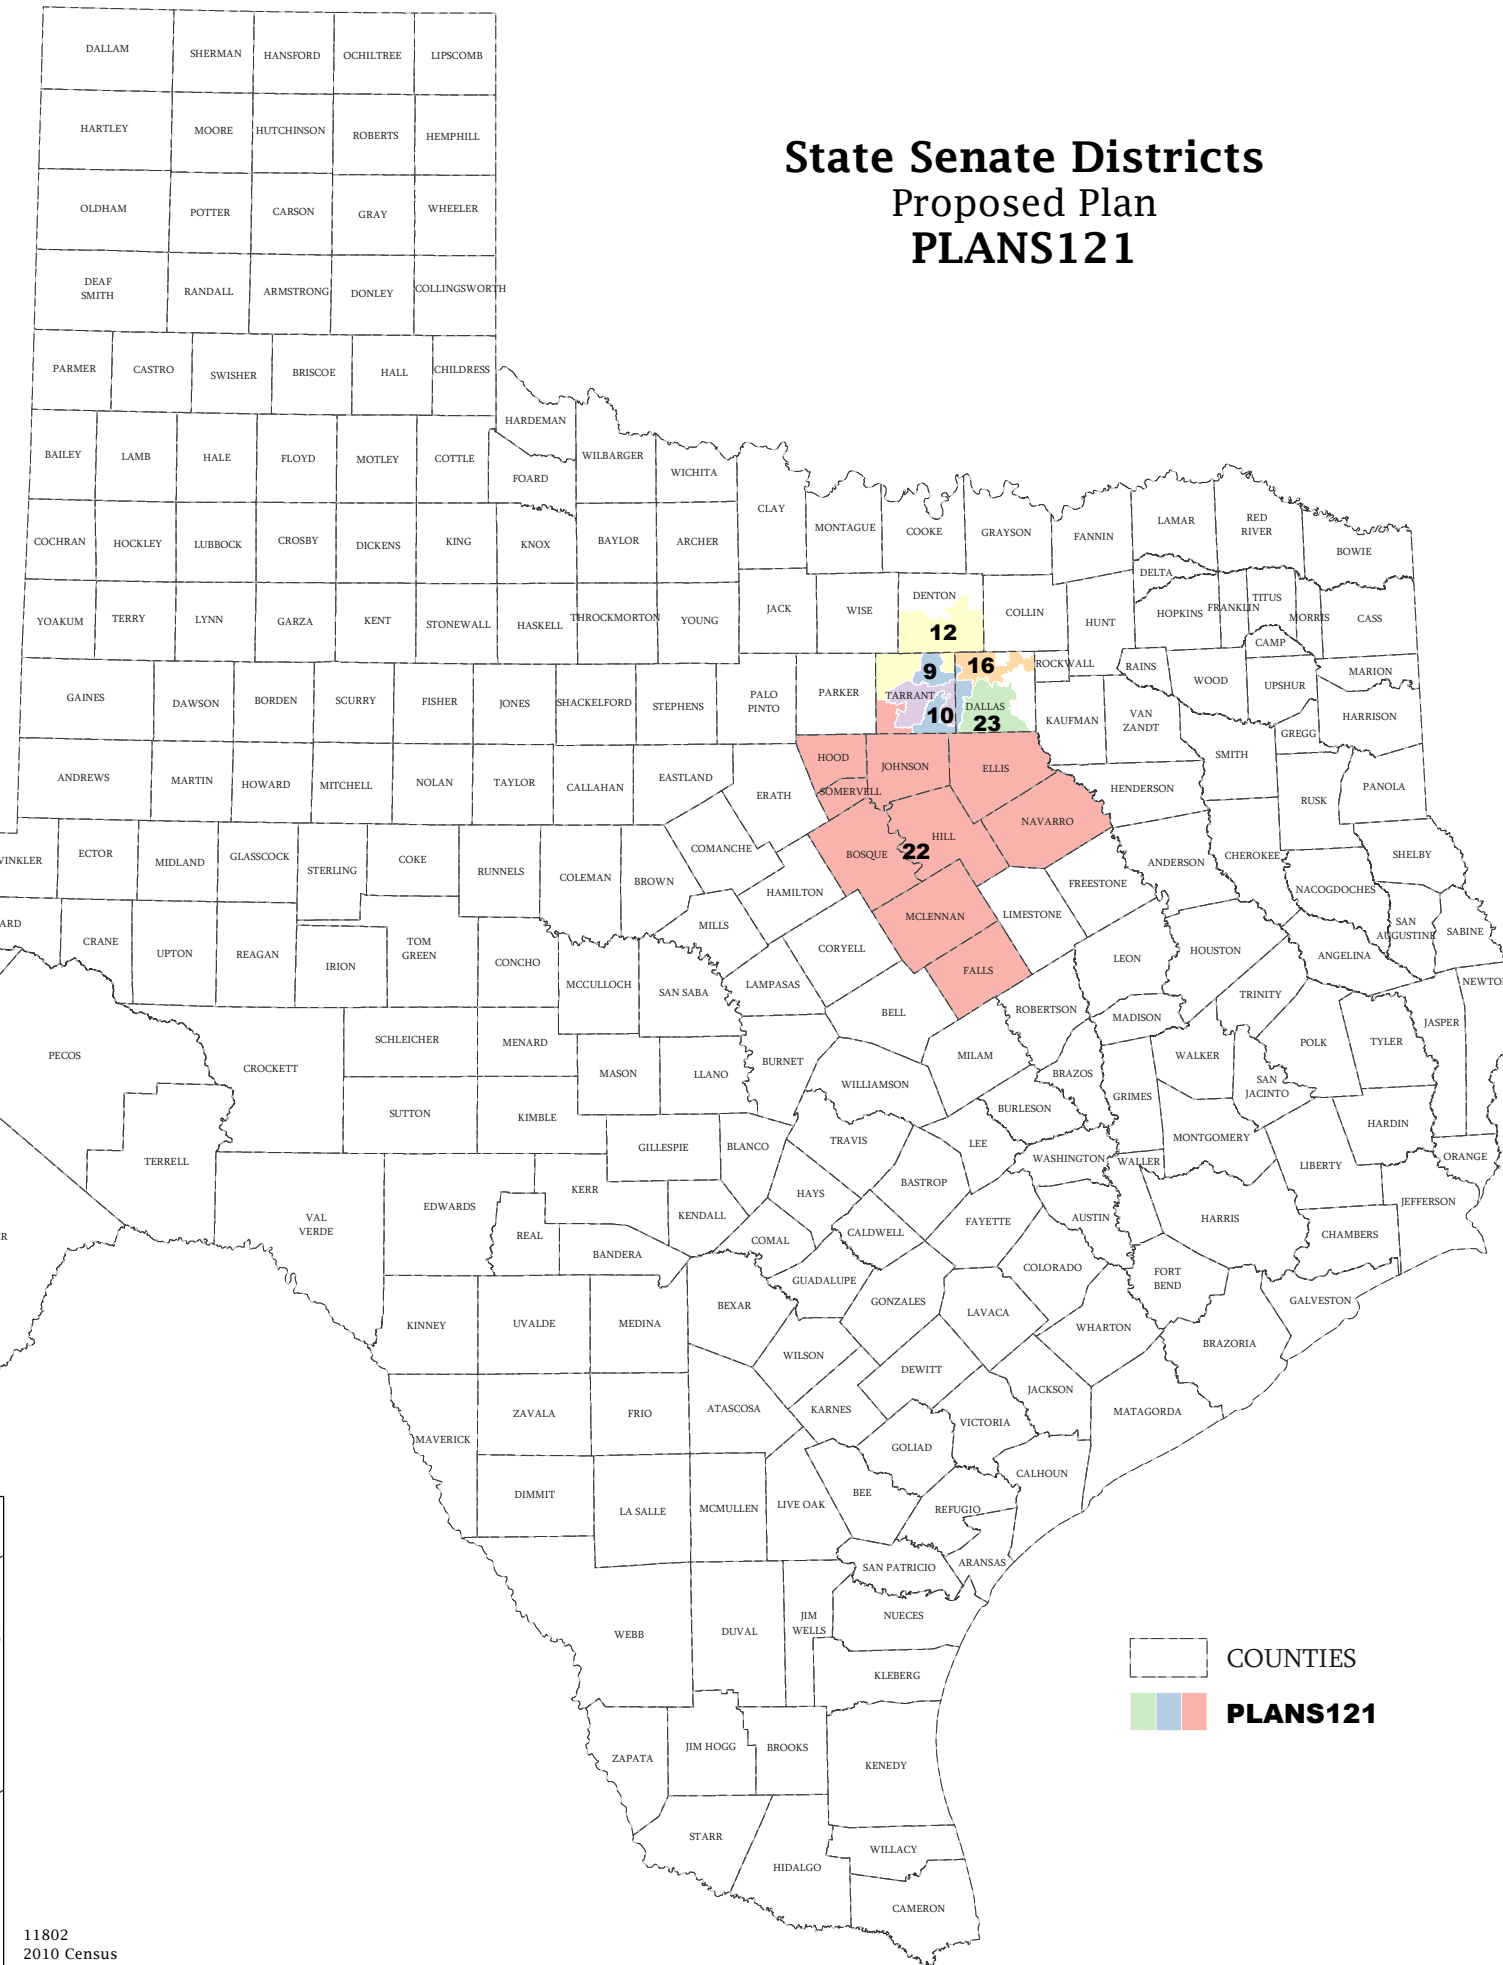 State Senate Districts
Proposed Plan
PLANS121
DALLAM
SHERMAN
HANSFORD
OCHILTREE
LIPSCOMB
HARTLEY
MOORE
HUTCHINSON
ROBERTS
HEMPHILL
OLDHAM
POTTER
CARSON
GRAY
WHEELER
DEAF
SMITH
RANDALL
ARMSTRONG
DONLEY
COLLINGSWORTH
PARMER
CASTRO
SWISHER
BRISCOE
HALL
CHILDRESS
HARDEMAN
BAILEY
LAMB
HALE
FLOYD
MOTLEY
COTTLE
FOARD
WILBARGER
WICHITA
CLAY
MONTAGUE
COOKE
GRAYSON
FANNIN
LAMAR
RED
RIVER
BOWIE
COCHRAN
HOCKLEY
LUBBOCK
CROSBY
DICKENS
KING
KNOX
BAYLOR
ARCHER
JACK
WISE
DENTON
12
COLLIN
HUNT
DELTA
HOPKINS
FRANKLIN
TITUS
MORRIS
CASS
CAMP
YOAKUM
TERRY
LYNN
GARZA
KENT
STONEWALL
HASKELL
THROCKMORTON
YOUNG
GAINES
DAWSON
BORDEN
SCURRY
FISHER
JONES
SHACKELFORD
STEPHENS
PALO
PINTO
PARKER
9
TARRANT
10
16
DALLAS
23
ROCKWALL
RAINS
WOOD
UPSHUR
MARION
HARRISON
KAUFMAN
VAN
ZANDT
GREGG
SMITH
ANDREWS
MARTIN
HOWARD
MITCHELL
NOLAN
TAYLOR
CALLAHAN
EASTLAND
ERATH
HOOD
SOMERVELL
JOHNSON
ELLIS
NAVARRO
HENDERSON
RUSK
PANOLA
WINKLER
ECTOR
MIDLAND
GLASSCOCK
STERLING
COKE
RUNNELS
COLEMAN
BROWN
COMANCHE
HAMILTON
BOSQUE
22
HILL
FREESTONE
ANDERSON
CHEROKEE
SHELBY
NACOGDOCHES
ARD
CRANE
UPTON
REAGAN
IRION
TOM
GREEN
CONCHO
MCCULLOCH
SAN SABA
MILLS
LAMPASAS
CORYELL
MCLENNAN
LIMESTONE
FALLS
LEON
HOUSTON
ANGELINA
SAN
AUGUSTINE
SABINE
NEWTO
TRINITY
BELL
ROBERTSON
MADISON
PECOS
CROCKETT
SCHLEICHER
MENARD
MASON
LLANO
BURNET
WILLIAMSON
MILAM
BRAZOS
GRIMES
WALKER
SAN
JACINTO
POLK
TYLER
JASPER
TERRELL
SUTTON
KIMBLE
GILLESPIE
BLANCO
TRAVIS
LEE
BURLESON
WASHINGTON
WALLER
MONTGOMERY
LIBERTY
HARDIN
ORANGE
JEFFERSON
R
VAL
VERDE
EDWARDS
REAL
KERR
BANDERA
KENDALL
HAYS
COMAL
CALDWELL
BASTROP
FAYETTE
AUSTIN
HARRIS
CHAMBERS
KINNEY
UVALDE
MEDINA
BEXAR
GUADALUPE
GONZALES
LAVACA
COLORADO
FORT
BEND
GALVESTON
WHARTON
BRAZORIA
WILSON
DEWITT
MAVERICK
ZAVALA
FRIO
ATASCOSA
KARNES
VICTORIA
JACKSON
MATAGORDA
GOLIAD
CALHOUN
DIMMIT
LA SALLE
MCMULLEN
LIVE OAK
BEE
REFUGIO
ARANSAS
SAN PATRICIO
WEBB
DUVAL
JIM
WELLS
NUECES
KLEBERG
ZAPATA
JIM HOGG
BROOKS
KENEDY
STARR
HIDALGO
WILLACY
CAMERON
COUNTIES
PLANS121
11802
2010 Census